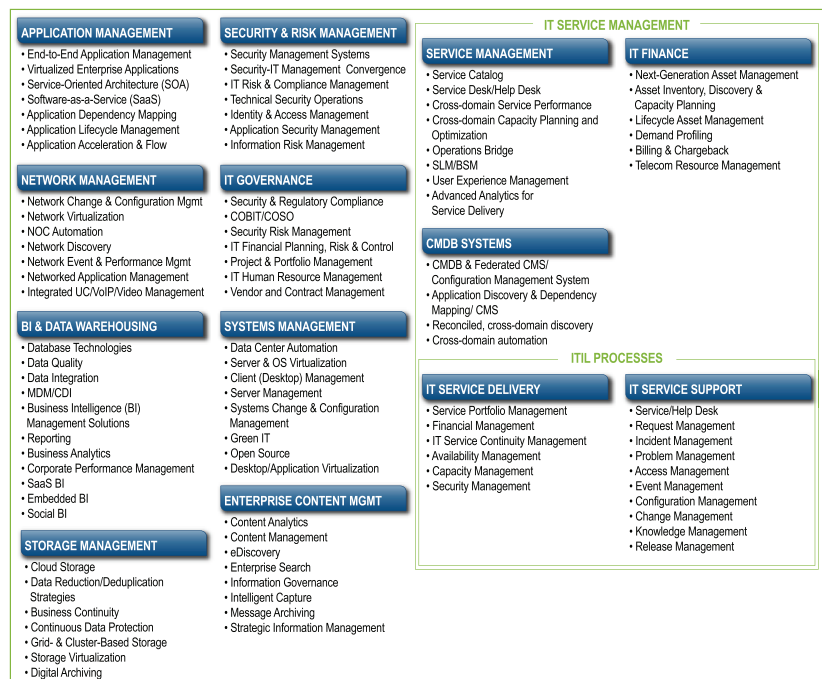 APPLICATION MANAGEMENT
• End-to-End Application Management
• Virtualized Enterprise Applications
• Service-Oriented Architecture (SOA)
• Software-as-a-Service (SaaS)
• Application Dependency Mapping
• Application Lifecycle Management
• Application Acceleration & Flow
NETWORK MANAGEMENT
• Network Change & Configuration Mgmt
• Network Virtualization
• NOC Automation
• Network Discovery
• Network Event & Performance Mgmt
• Networked Application Management
• Integrated UC/VoIP/Video Management
BI & DATA WAREHOUSING
• Database Technologies
• Data Quality
• Data Integration
• MDM/CDI
• Business Intelligence (BI)
Management Solutions
• Reporting
• Business Analytics
• Corporate Performance Management
• SaaS BI
• Embedded BI
• Social BI
STORAGE MANAGEMENT
• Cloud Storage
• Data Reduction/Deduplication
Strategies
• Business Continuity
• Continuous Data Protection
• Grid- & Cluster-Based Storage
• Storage Virtualization
• Digital Archiving
SECURITY & RISK MANAGEMENT
• Security Management Systems
• Security-IT Management Convergence
• IT Risk & Compliance Management
• Technical Security Operations
• Identity & Access Management
• Application Security Management
• Information Risk Management
IT GOVERNANCE
• Security & Regulatory Compliance
• COBIT/COSO
• Security Risk Management
• IT Financial Planning, Risk & Control
• Project & Portfolio Management
• IT Human Resource Management
• Vendor and Contract Management
SYSTEMS MANAGEMENT
• Data Center Automation
• Server & OS Virtualization
• Client (Desktop) Management
• Server Management
• Systems Change & Configuration
Management
• Green IT
• Open Source
• Desktop/Application Virtualization
ENTERPRISE CONTENT MGMT
• Content Analytics
• Content Management
• eDiscovery
• Enterprise Search
• Information Governance
• Intelligent Capture
• Message Archiving
• Strategic Information Management
IT SERVICE MANAGEMENT
SERVICE MANAGEMENT
• Service Catalog
• Service Desk/Help Desk
• Cross-domain Service Performance
• Cross-domain Capacity Planning and
Optimization
• Operations Bridge
• SLM/BSM
• User Experience Management
• Advanced Analytics for
Service Delivery
CMDB SYSTEMS
• CMDB & Federated CMS/
Configuration Management System
• Application Discovery & Dependency
Mapping/ CMS
• Reconciled, cross-domain discovery
• Cross-domain automation
IT FINANCE
• Next-Generation Asset Management
• Asset Inventory, Discovery &
Capacity Planning
• Lifecycle Asset Management
• Demand Profiling
• Billing & Chargeback
• Telecom Resource Management
ITIL PROCESSES
IT SERVICE DELIVERY
• Service Portfolio Management
• Financial Management
• IT Service Continuity Management
• Availability Management
• Capacity Management
• Security Management
IT SERVICE SUPPORT
• Service/Help Desk
• Request Management
• Incident Management
• Problem Management
• Access Management
• Event Management
• Configuration Management
• Change Management
• Knowledge Management
• Release Management